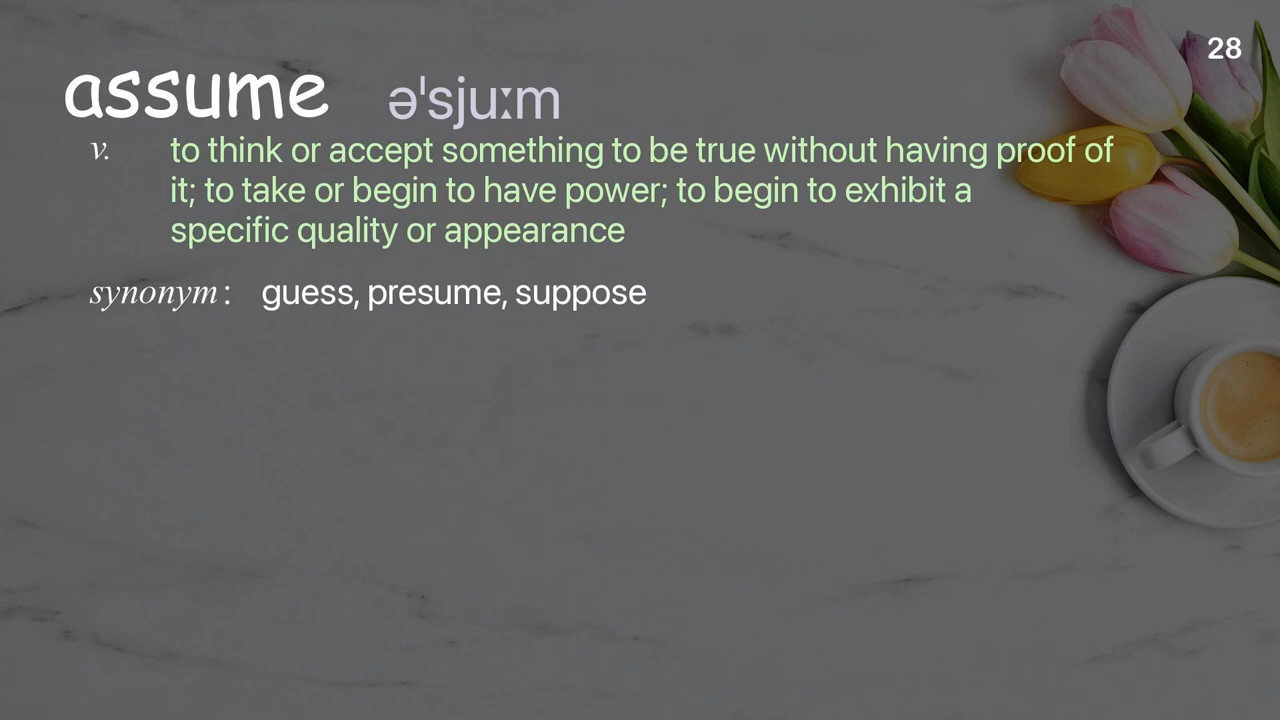 28
assume əˈsjuːm
v. to think or accept something to be true without having proof of
it; to take or begin to have power; to begin to exhibit a
specific quality or appearance
synonym : guess, presume, suppose